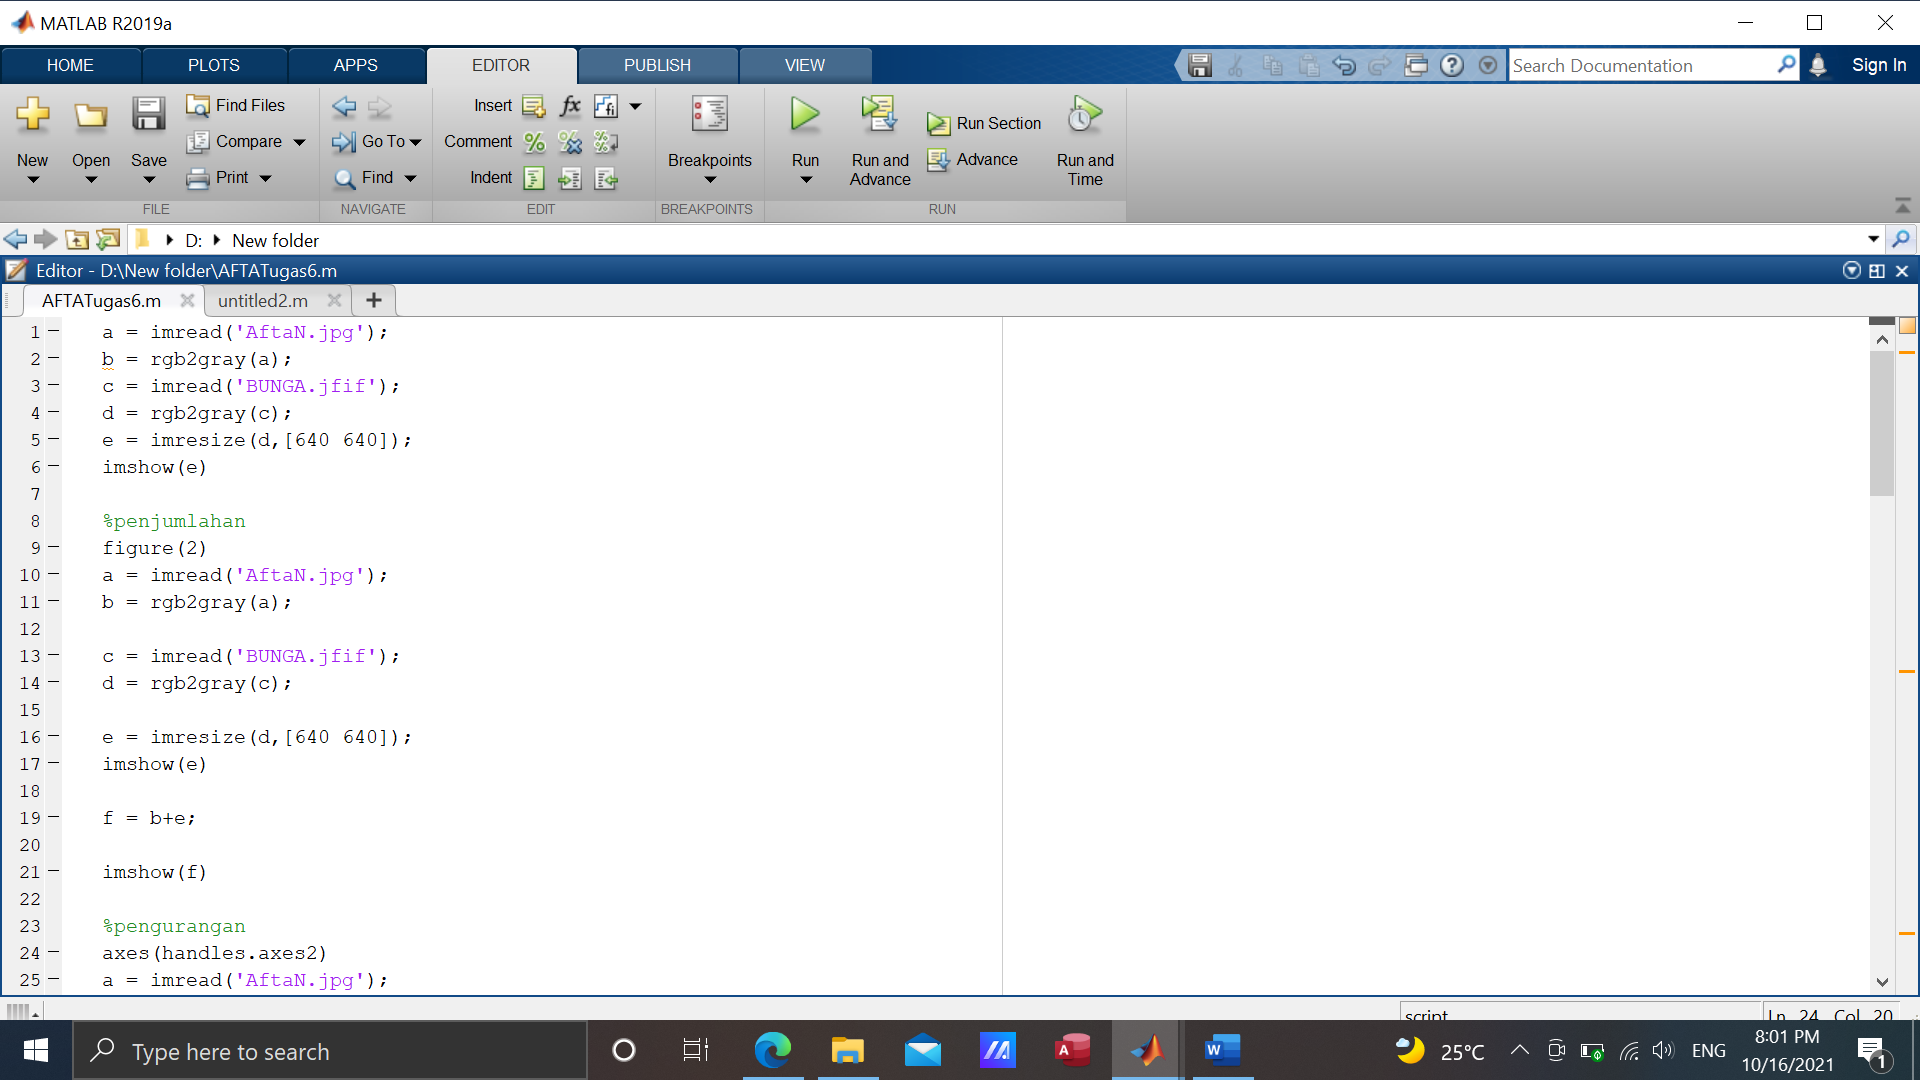 MATLAB R2019a
HOME PLOTS APPS EDITOR PUBLISH VIEW
Search Documentation
Sign In
New Open Save
Find Files
Compare
Print
FILE
Go To
Find
NAVIGATE
Insert fx fi
Comment
Indent
EDIT
Breakpoints
BREAKPOINTS
Run
Run and Advance
Run Section
Advance
Run and Time
RUN
D: New folder
Editor - D:\New folder\AFTATugas6.m
AFTATugas6.m untitled2.m +
1 a = imread('AftaN.jpg');
2 b = rgb2gray(a);
3 c = imread('BUNGA.jfif');
4 d = rgb2gray(c);
5 e = imresize(d,[640 640]);
6 imshow(e)
7
8 %penjumlahan
9 figure(2)
10 a = imread('AftaN.jpg');
11 b = rgb2gray(a);
12
13 c = imread('BUNGA.jfif');
14 d = rgb2gray(c);
15
16 e = imresize(d,[640 640]);
17 imshow(e)
18
19 f = b+e;
20
21 imshow(f)
22
23 %pengurangan
24 axes(handles.axes2)
25 a = imread('AftaN.jpg');
script Ln 24 Col 20
Type here to search
A
W
25°C
ENG
8:01 PM
10/16/2021
1